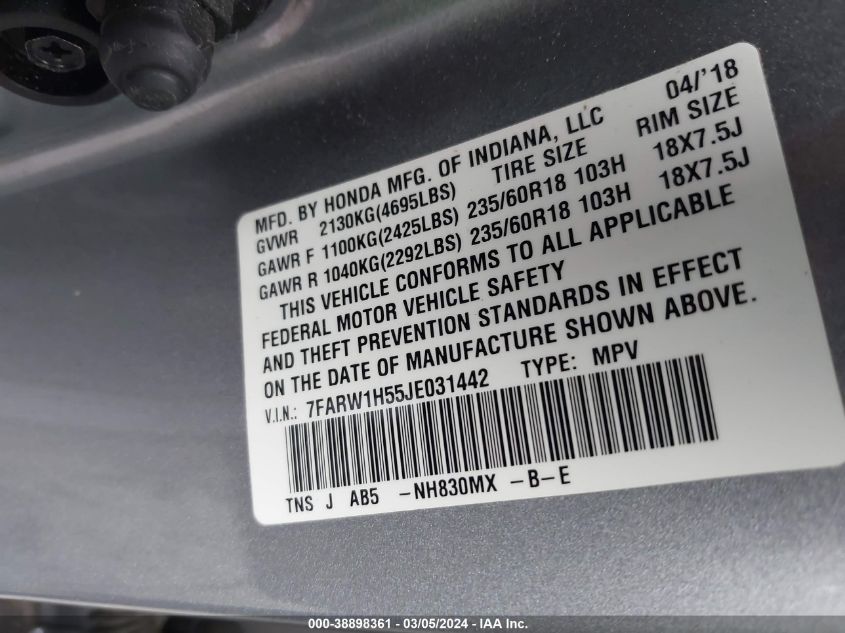 04/'18
MFD. BY HONDA MFG. OF INDIANA, LLC
GVWR 2130KG(4695LBS) TIRE SIZE RIM SIZE
GAWR F 1100KG(2425LBS) 235/60R18 103H 18X7.5J
GAWR R 1040KG(2292LBS) 235/60R18 103H 18X7.5J
THIS VEHICLE CONFORMS TO ALL APPLICABLE
FEDERAL MOTOR VEHICLE SAFETY
AND THEFT PREVENTION STANDARDS IN EFFECT
ON THE DATE OF MANUFACTURE SHOWN ABOVE.
V.I.N.: 7FARW1H55JE031442 TYPE: MPV
TNS J AB5 -NH830MX -B-E
000-38898361 - 03/05/2024 - IAA Inc.